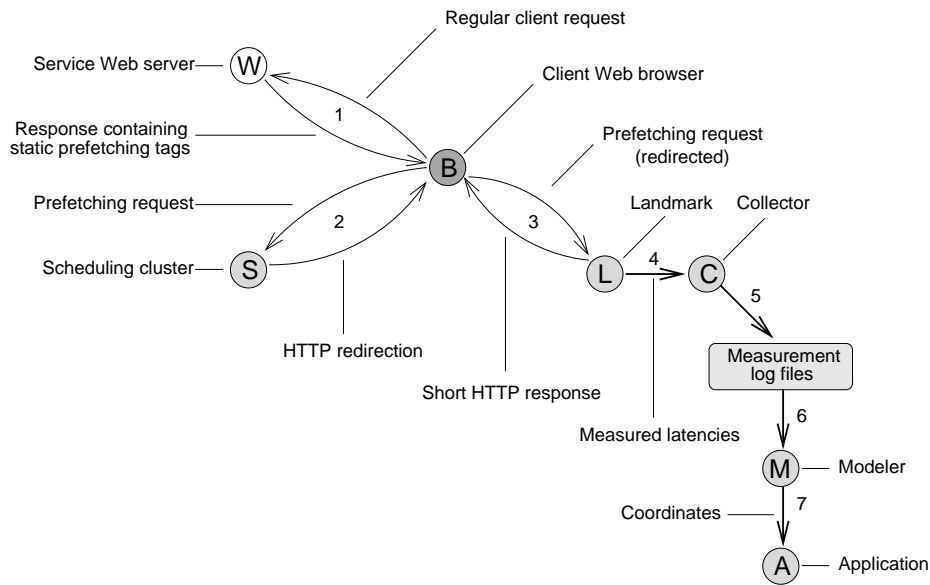 Regular client request
Service Web server
W
Client Web browser
1
Response containing
static prefetching tags
Prefetching request
(redirected)
B
Prefetching request
2
3
Landmark
Collector
Scheduling cluster
S
L
4
C
5
HTTP redirection
Measurement
log files
Short HTTP response
6
Measured latencies
M
Modeler
7
Coordinates
A
Application